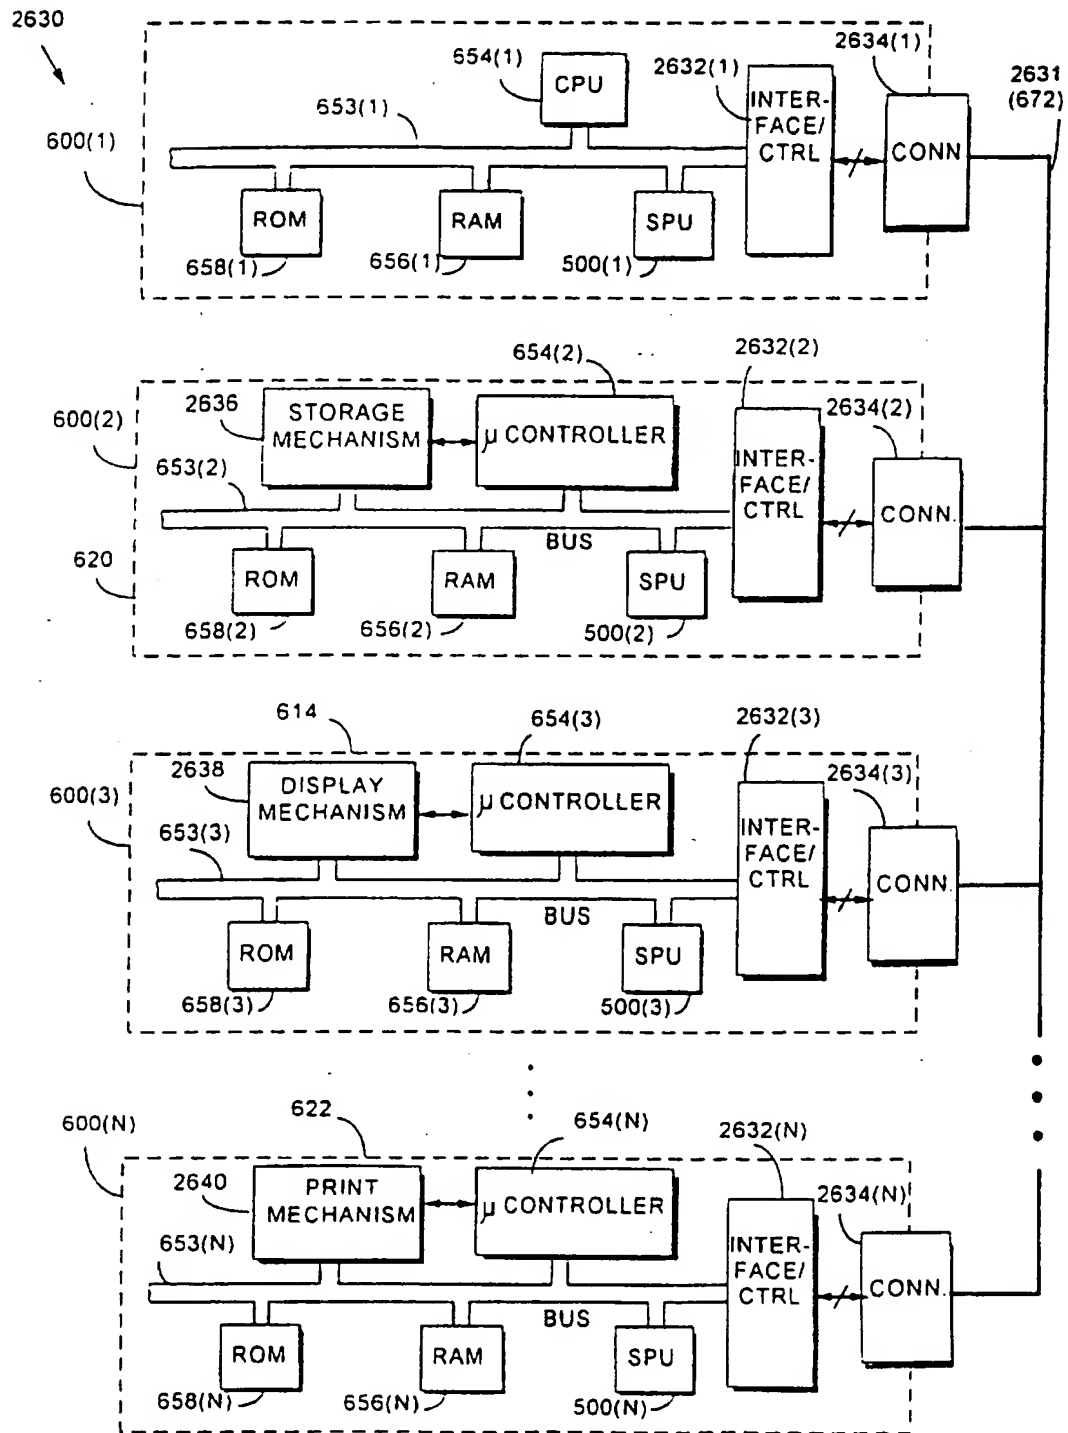 2630
654(1)
2632(1)
2634(1)
2631
(672)
CPU
INTER-
FACE/
CTRL
653(1)
600(1)
CONN
ROM
RAM
SPU
658(1)
656(1)
500(1)
654(2)
2632(2)
2636
STORAGE
MECHANISM
µ CONTROLLER
2634(2)
600(2)
INTER-
FACE/
CTRL
653(2)
CONN.
BUS
620
ROM
RAM
SPU
658(2)
656(2)
500(2)
614
654(3)
2632(3)
2638
DISPLAY
MECHANISM
µ CONTROLLER
2634(3)
600(3)
INTER-
FACE/
CTRL
653(3)
CONN.
BUS
ROM
RAM
SPU
658(3)
656(3)
500(3)
622
654(N)
2632(N)
600(N)
2640
PRINT
MECHANISM
µ CONTROLLER
2634(N)
653(N)
INTER-
FACE/
CTRL
CONN.
BUS
ROM
RAM
SPU
658(N)
656(N)
500(N)